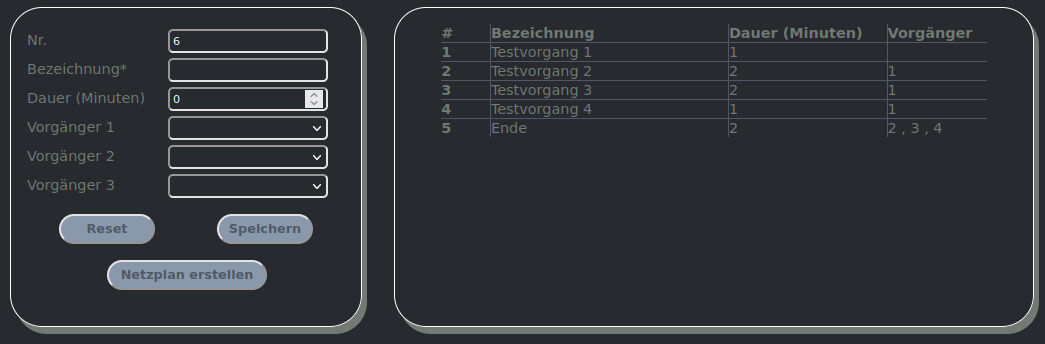 Nr. 6
Bezeichnung*
Dauer (Minuten) 0
Vorgänger 1
Vorgänger 2
Vorgänger 3
Reset Speichern
Netzplan erstellen
# Bezeichnung Dauer (Minuten) Vorgänger
1 Testvorgang 1 1
2 Testvorgang 2 2 1
3 Testvorgang 3 2 1
4 Testvorgang 4 1 1
5 Ende 2 2 , 3 , 4